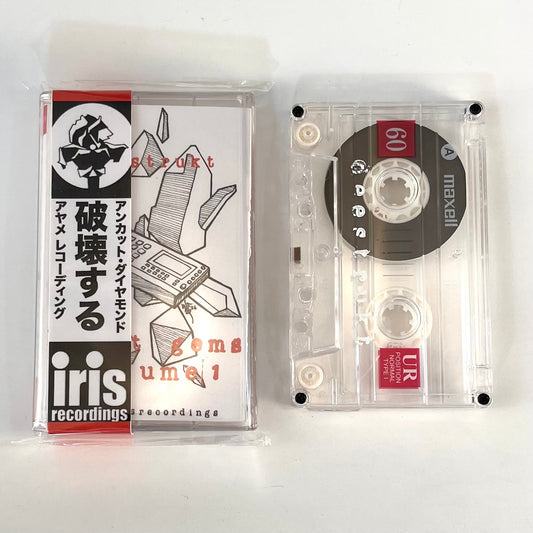 アンカット・ダイヤモンド
破壊する
アヤメ レコーディング
iris
recordings
strukt
t gems
ume 1
srecordings
A
60
maxell
UR
POSITION
NORMAL
TYPE I